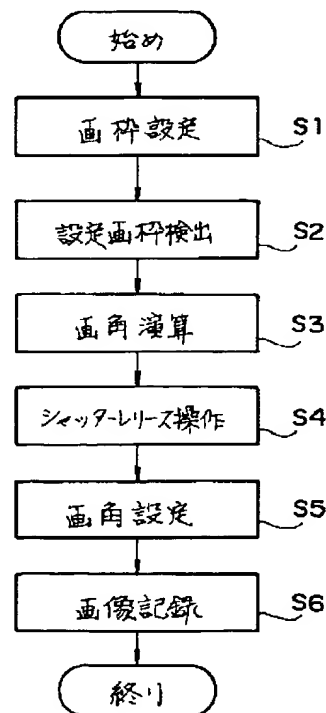 始め
画枠設定 S1
設定画枠検出 S2
画角演算 S3
シャッターレリーズ操作 S4
画角設定 S5
画像記録 S6
終り